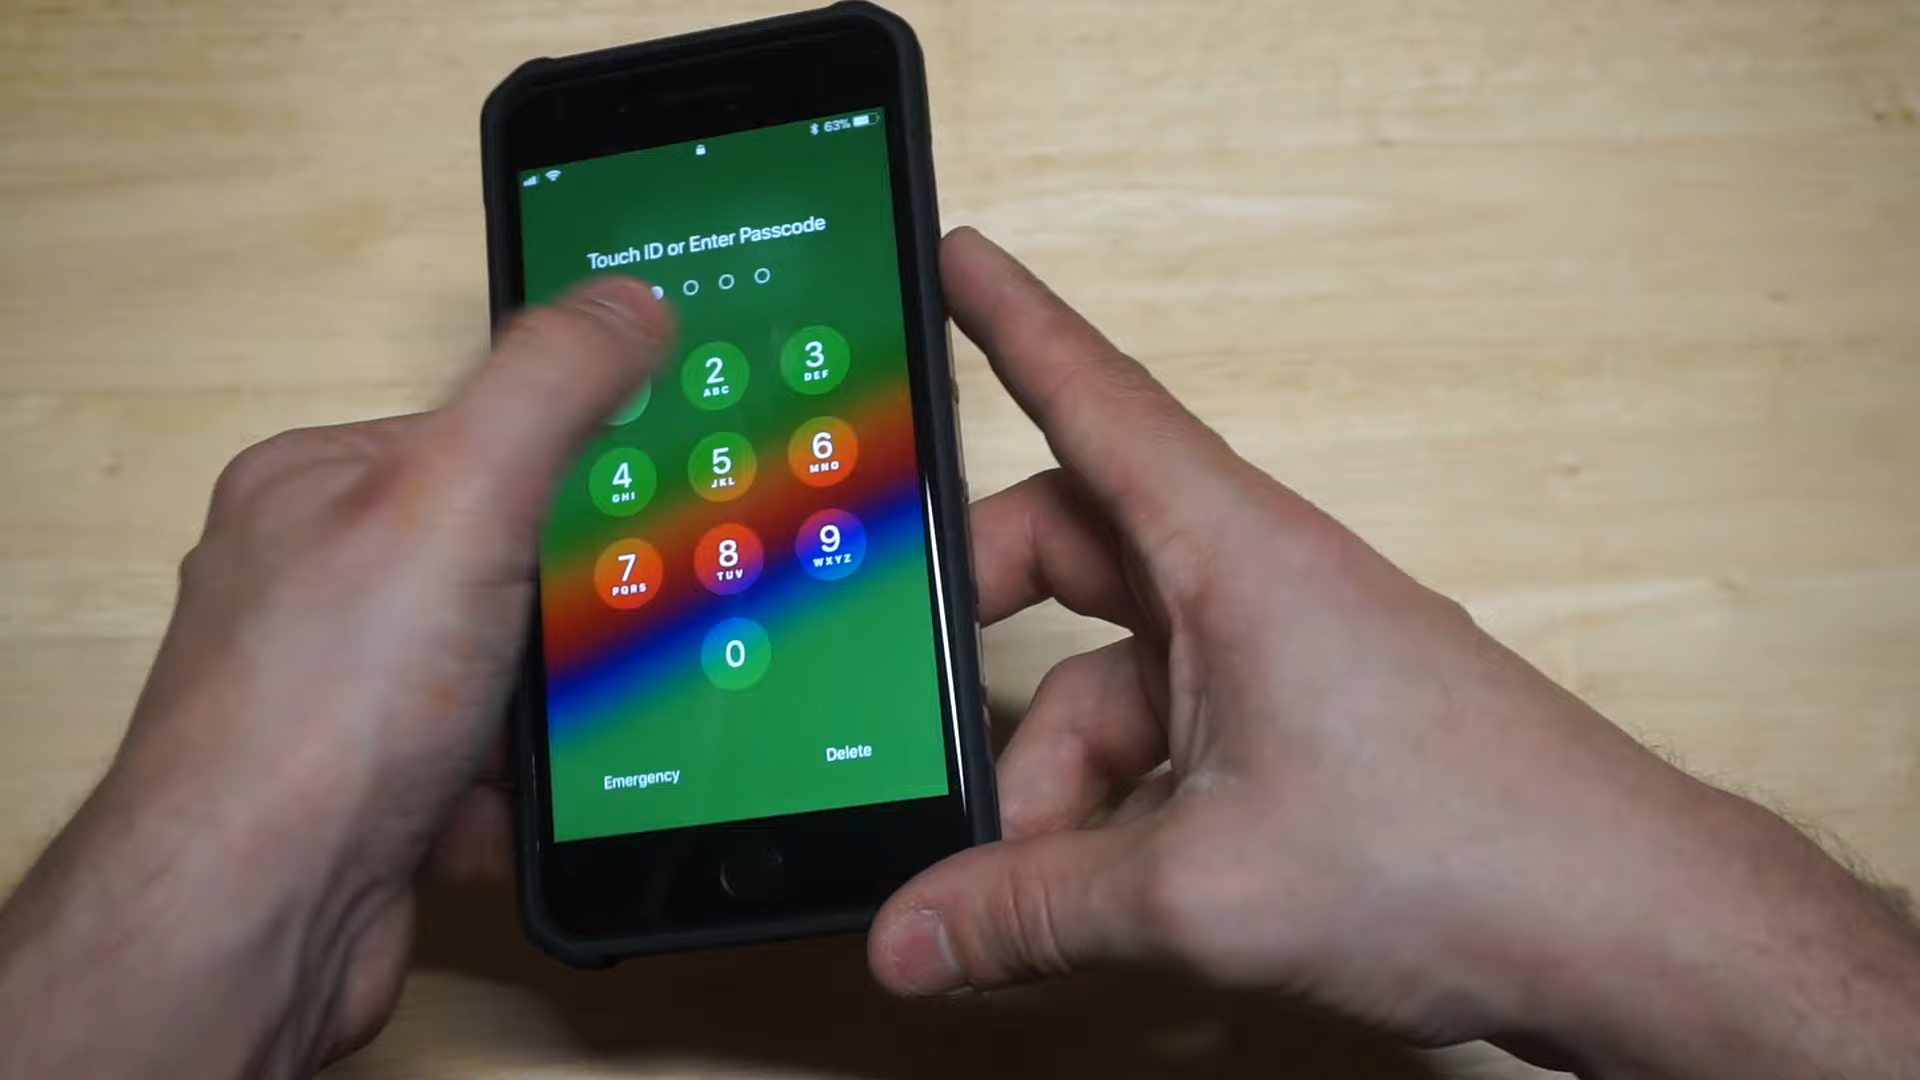 63%
Touch ID or Enter Passcode
2 3
ABC DEF
4 5 6
GHI JKL MNO
7 8 9
PQRS TUV WXYZ
0
Emergency Delete